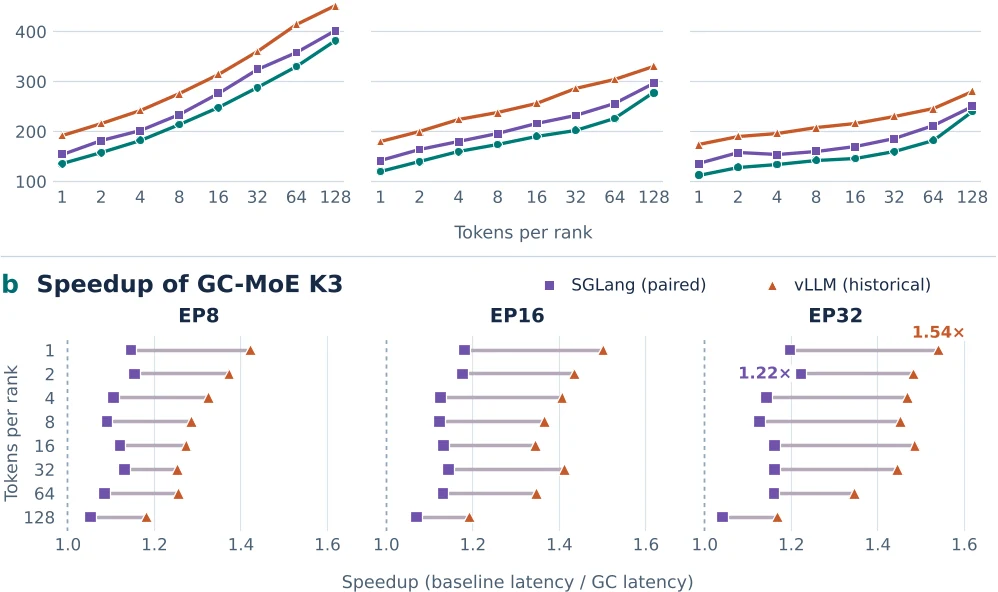 400
300
200
100
1 2 4 8 16 32 64 128 1 2 4 8 16 32 64 128 1 2 4 8 16 32 64 128
Tokens per rank
b Speedup of GC-MoE K3 SGLang (paired) vLLM (historical)
EP8 EP16 EP32
1.54×
1
2 1.22×
4
8
16
32
64
128
Tokens per rank
1.0 1.2 1.4 1.6 1.0 1.2 1.4 1.6 1.0 1.2 1.4 1.6
Speedup (baseline latency / GC latency)